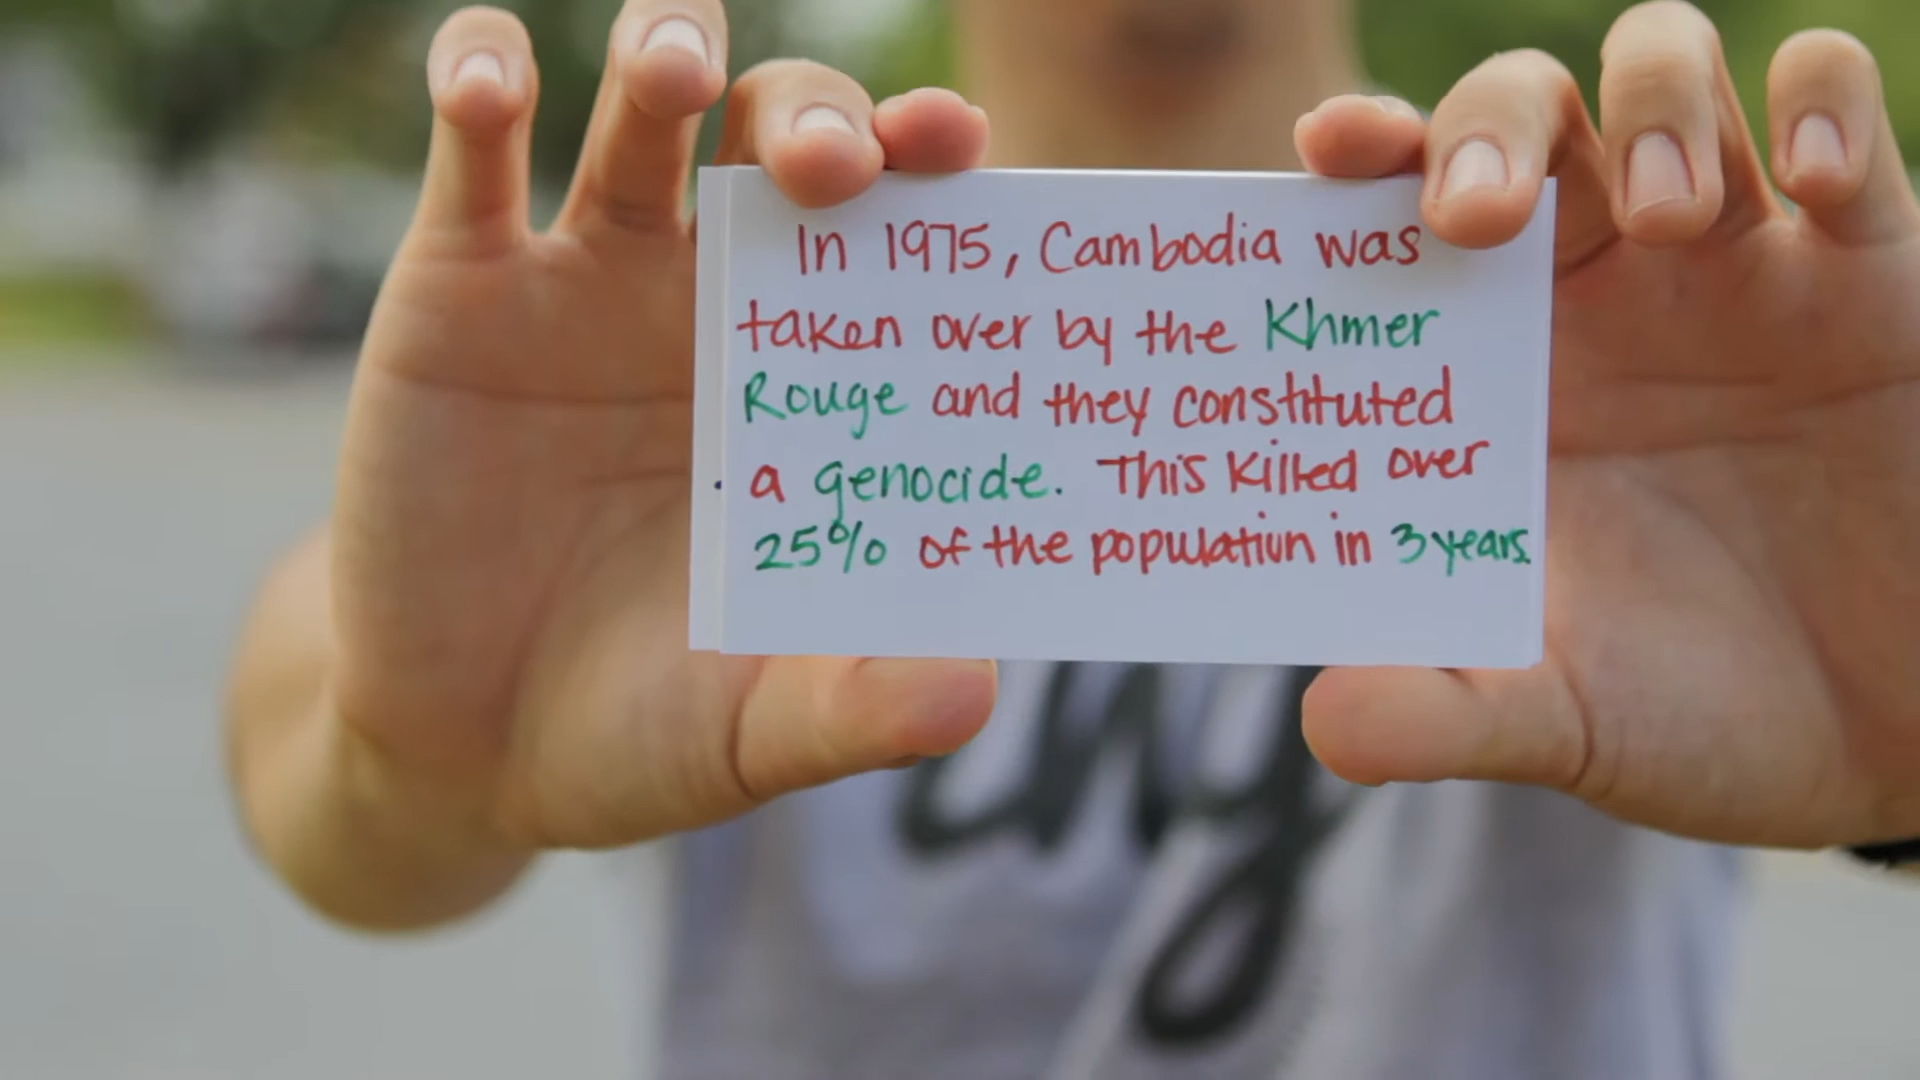 In 1975, Cambodia was
taken over by the Khmer
Rouge and they constituted
a genocide. This killed over
25% of the population in 3 years.